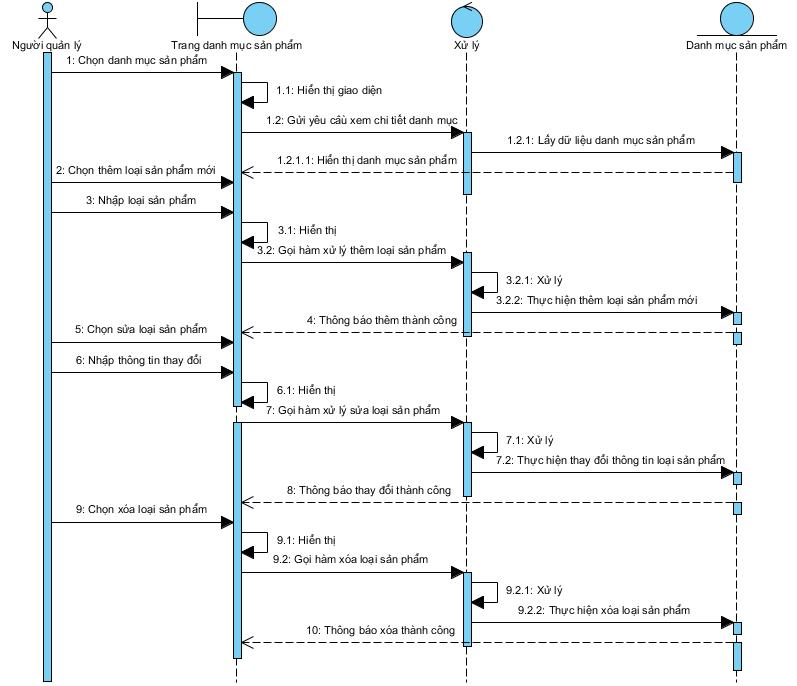 Người quản lý
Trang danh mục sản phẩm
Xử lý
Danh mục sản phẩm
1: Chọn danh mục sản phẩm
1.1: Hiển thị giao diện
1.2: Gửi yêu cầu xem chi tiết danh mục
1.2.1: Lấy dữ liệu danh mục sản phẩm
1.2.1.1: Hiển thị danh mục sản phẩm
2: Chọn thêm loại sản phẩm mới
3: Nhập loại sản phẩm
3.1: Hiển thị
3.2: Gọi hàm xử lý thêm loại sản phẩm
3.2.1: Xử lý
3.2.2: Thực hiện thêm loại sản phẩm mới
4: Thông báo thêm thành công
5: Chọn sửa loại sản phẩm
6: Nhập thông tin thay đổi
6.1: Hiển thị
7: Gọi hàm xử lý sửa loại sản phẩm
7.1: Xử lý
7.2: Thực hiện thay đổi thông tin loại sản phẩm
8: Thông báo thay đổi thành công
9: Chọn xóa loại sản phẩm
9.1: Hiển thị
9.2: Gọi hàm xóa loại sản phẩm
9.2.1: Xử lý
9.2.2: Thực hiện xóa loại sản phẩm
10: Thông báo xóa thành công